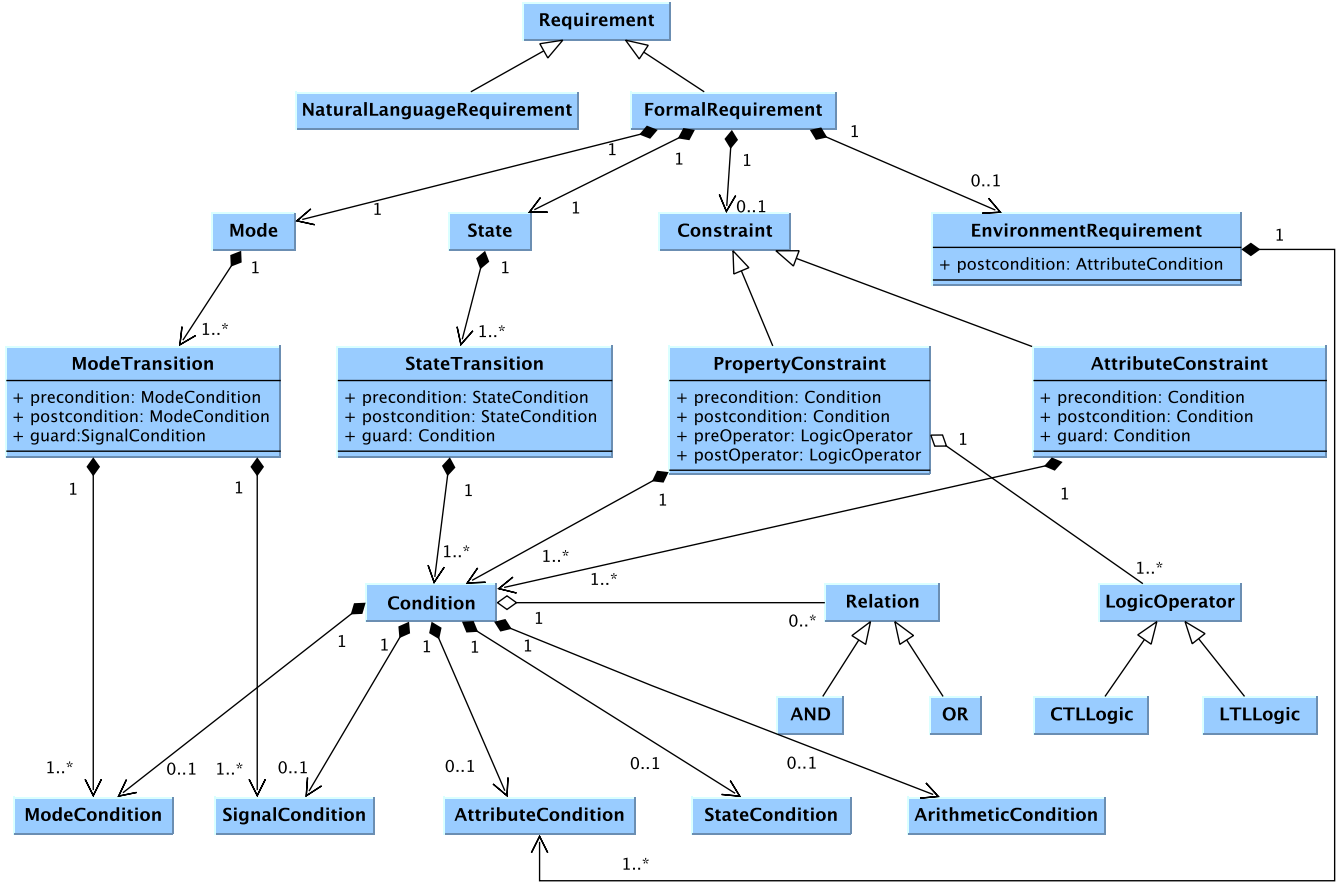 Requirement
NaturalLanguageRequirement
FormalRequirement
1
1
1
1
1
1
0..1
0..1
Mode
State
Constraint
EnvironmentRequirement
+ postcondition: AttributeCondition
1
1
1
1..*
1..*
ModeTransition
+ precondition: ModeCondition
+ postcondition: ModeCondition
+ guard:SignalCondition
StateTransition
+ precondition: StateCondition
+ postcondition: StateCondition
+ guard: Condition
PropertyConstraint
+ precondition: Condition
+ postcondition: Condition
+ preOperator: LogicOperator
+ postOperator: LogicOperator
AttributeConstraint
+ precondition: Condition
+ postcondition: Condition
+ guard: Condition
1
1
1
1
1
1
1..*
1..*
1..*
1..*
Condition
Relation
LogicOperator
1
0..*
1
1
1
1
1
AND
OR
CTLLogic
LTLLogic
1..*
0..1
1..*
0..1
0..1
0..1
0..1
ModeCondition
SignalCondition
AttributeCondition
StateCondition
ArithmeticCondition
1..*